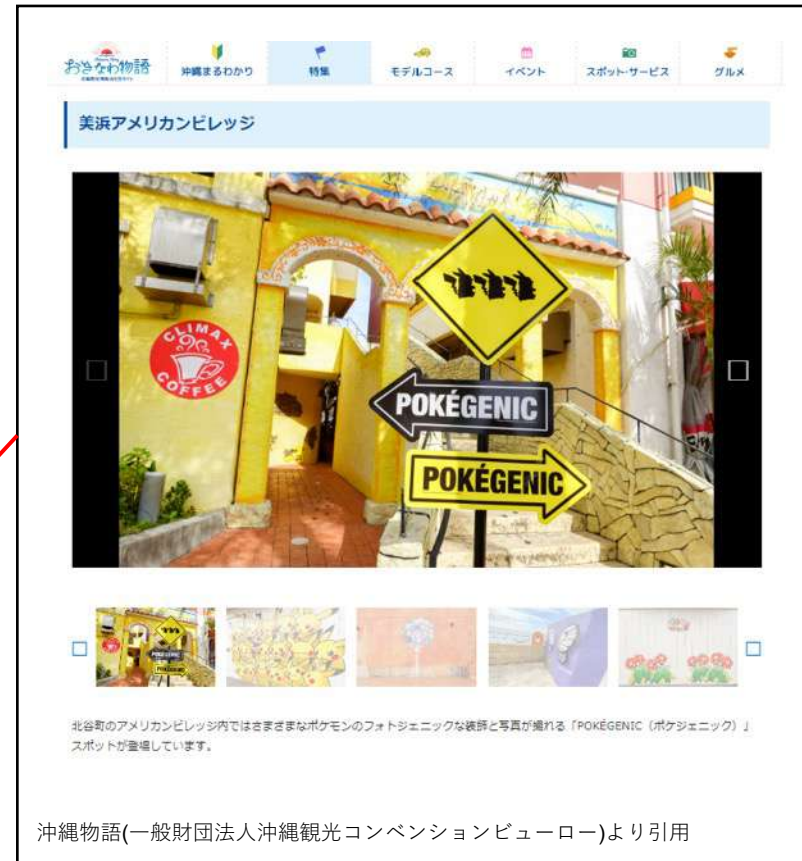 おきなわ物語
沖縄まるわかり
特集
モデルコース
イベント
スポット·サービス
グルメ
美浜アメリカンビレッジ
CLIMAX
COFFEE
POKÉGENIC
POKÉGENIC
北谷町のアメリカンビレッジ内ではさまざまなポケモンのフォトジェニックな装飾と写真が撮れる「POKÉGENIC（ポケジェニック）」
スポットが登場しています。
沖縄物語(一般財団法人沖縄観光コンベンションビューロー)より引用